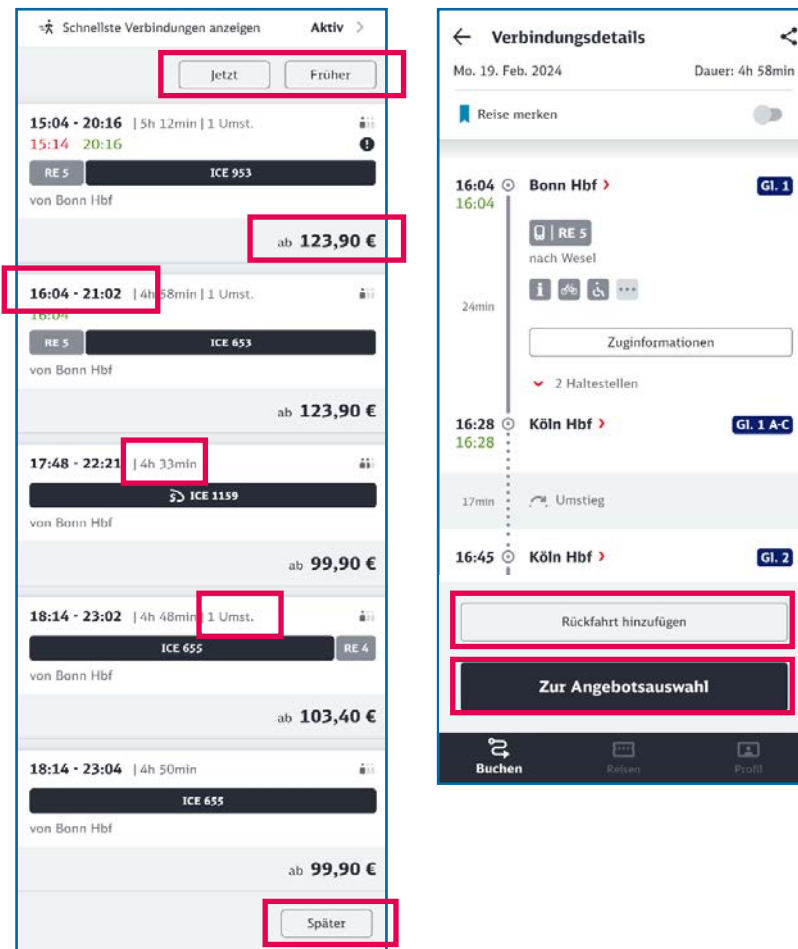 Schnellste Verbindungen anzeigen Aktiv
Jetzt Früher
15:04 - 20:16 | 5h 12min | 1 Umst.
15:14 20:16
RE 5 ICE 953
von Bonn Hbf
ab 123,90 €
16:04 - 21:02 | 4h 58min | 1 Umst.
16:04
RE 5 ICE 653
von Bonn Hbf
ab 123,90 €
17:48 - 22:21 | 4h 33min
ICE 1159
von Bonn Hbf
ab 99,90 €
18:14 - 23:02 | 4h 48min | 1 Umst.
ICE 655 RE 4
von Bonn Hbf
ab 103,40 €
18:14 - 23:04 | 4h 50min
ICE 655
von Bonn Hbf
ab 99,90 €
Später
Verbindungsdetails
Mo. 19. Feb. 2024 Dauer: 4h 58min
Reise merken
16:04 Bonn Hbf Gl. 1
16:04
RE 5
nach Wesel
24min
Zuginformationen
2 Haltestellen
16:28 Köln Hbf Gl. 1 A-C
16:28
17min Umstieg
16:45 Köln Hbf Gl. 2
Rückfahrt hinzufügen
Zur Angebotsauswahl
Buchen Reisen Profil